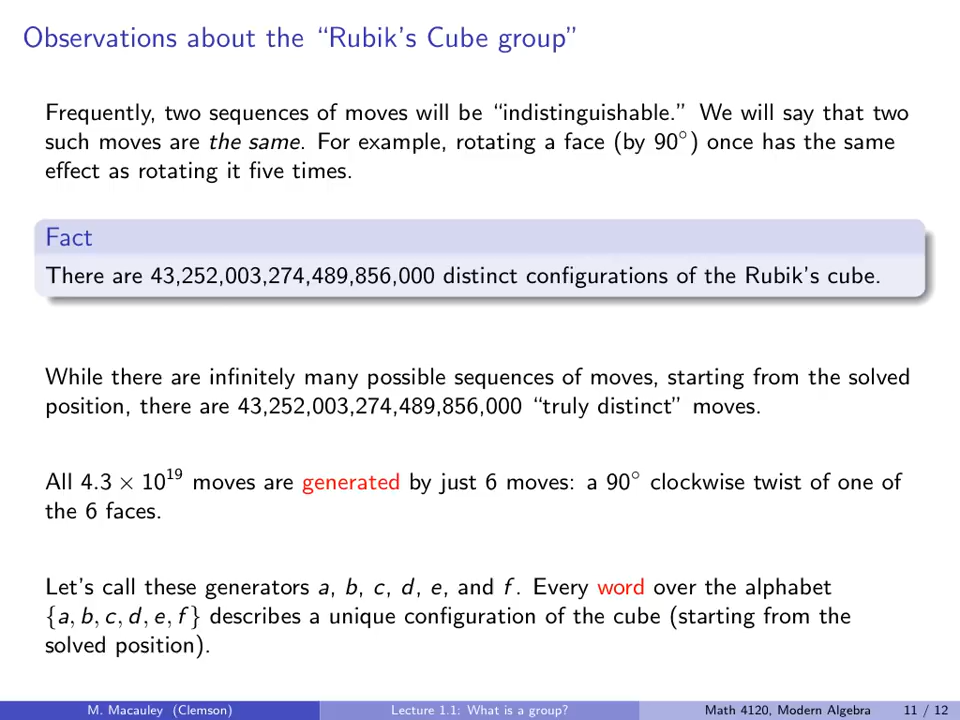 Observations about the “Rubik’s Cube group”
Frequently, two sequences of moves will be “indistinguishable.” We will say that two
such moves are the same. For example, rotating a face (by 90°) once has the same
effect as rotating it five times.
Fact
There are 43,252,003,274,489,856,000 distinct configurations of the Rubik’s cube.
While there are infinitely many possible sequences of moves, starting from the solved
position, there are 43,252,003,274,489,856,000 “truly distinct” moves.
All 4.3 × 10¹⁹ moves are generated by just 6 moves: a 90° clockwise twist of one of
the 6 faces.
Let’s call these generators a, b, c, d, e, and f. Every word over the alphabet
{a, b, c, d, e, f} describes a unique configuration of the cube (starting from the
solved position).
M. Macauley (Clemson) Lecture 1.1: What is a group? Math 4120, Modern Algebra 11 / 12